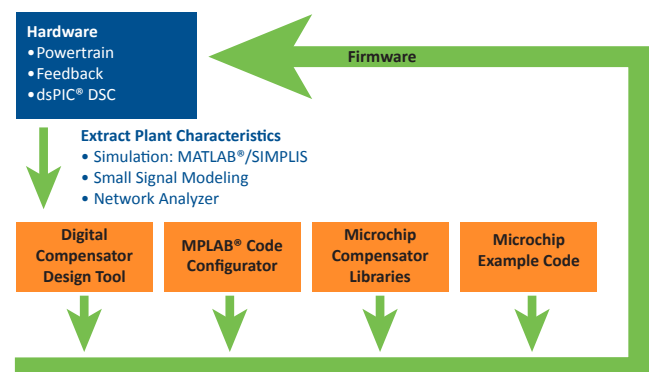 Hardware
•Powertrain
•Feedback
•dsPIC® DSC
Firmware
Extract Plant Characteristics
• Simulation: MATLAB®/SIMPLIS
• Small Signal Modeling
• Network Analyzer
Digital
Compensator
Design Tool
MPLAB® Code
Configurator
Microchip
Compensator
Libraries
Microchip
Example Code